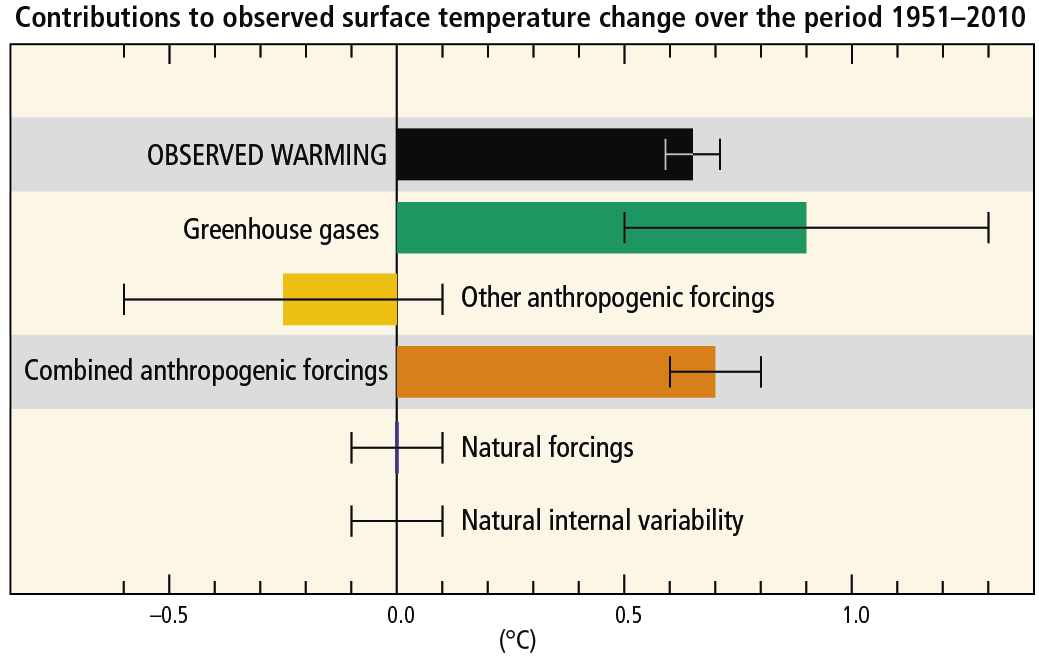 Contributions to observed surface temperature change over the period 1951–2010
OBSERVED WARMING
Greenhouse gases
Other anthropogenic forcings
Combined anthropogenic forcings
Natural forcings
Natural internal variability
–0.5 0.0 0.5 1.0
(°C)